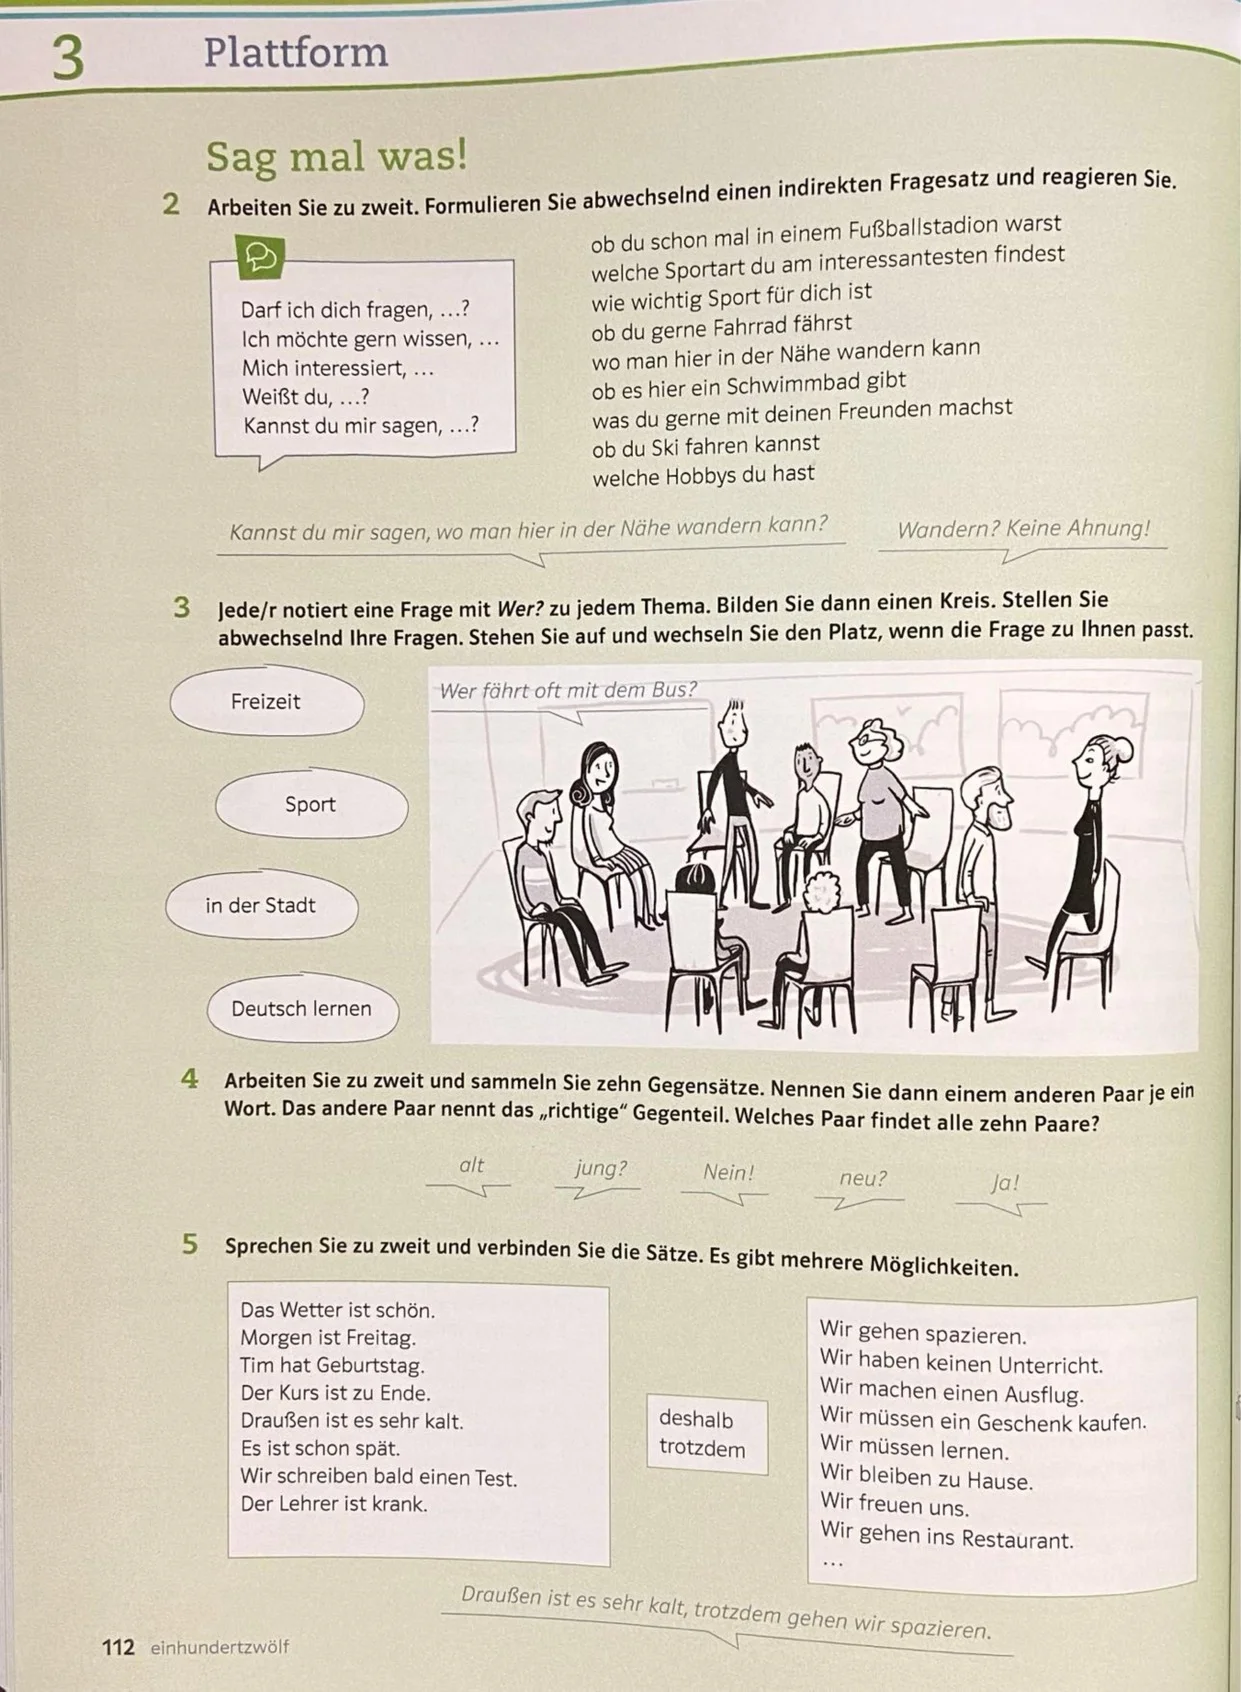 3 Plattform
Sag mal was!
2 Arbeiten Sie zu zweit. Formulieren Sie abwechselnd einen indirekten Fragesatz und reagieren Sie.
Darf ich dich fragen, ...?
Ich möchte gern wissen, ...
Mich interessiert, ...
Weißt du, ...?
Kannst du mir sagen, ...?
ob du schon mal in einem Fußballstadion warst
welche Sportart du am interessantesten findest
wie wichtig Sport für dich ist
ob du gerne Fahrrad fährst
wo man hier in der Nähe wandern kann
ob es hier ein Schwimmbad gibt
was du gerne mit deinen Freunden machst
ob du Ski fahren kannst
welche Hobbys du hast
Kannst du mir sagen, wo man hier in der Nähe wandern kann?
Wandern? Keine Ahnung!
3 Jede/r notiert eine Frage mit Wer? zu jedem Thema. Bilden Sie dann einen Kreis. Stellen Sie
abwechselnd Ihre Fragen. Stehen Sie auf und wechseln Sie den Platz, wenn die Frage zu Ihnen passt.
Freizeit
Sport
in der Stadt
Deutsch lernen
Wer fährt oft mit dem Bus?
4 Arbeiten Sie zu zweit und sammeln Sie zehn Gegensätze. Nennen Sie dann einem anderen Paar je ein
Wort. Das andere Paar nennt das „richtige“ Gegenteil. Welches Paar findet alle zehn Paare?
alt
jung?
Nein!
neu?
Ja!
5 Sprechen Sie zu zweit und verbinden Sie die Sätze. Es gibt mehrere Möglichkeiten.
Das Wetter ist schön.
Morgen ist Freitag.
Tim hat Geburtstag.
Der Kurs ist zu Ende.
Draußen ist es sehr kalt.
Es ist schon spät.
Wir schreiben bald einen Test.
Der Lehrer ist krank.
deshalb
trotzdem
Wir gehen spazieren.
Wir haben keinen Unterricht.
Wir machen einen Ausflug.
Wir müssen ein Geschenk kaufen.
Wir müssen lernen.
Wir bleiben zu Hause.
Wir freuen uns.
Wir gehen ins Restaurant.
...
Draußen ist es sehr kalt, trotzdem gehen wir spazieren.
112 einhundertzwölf